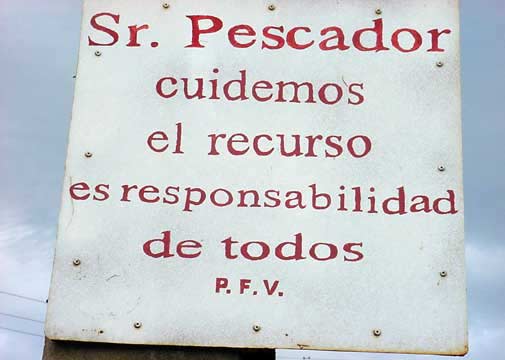 Sr. Pescador
cuidemos
el recurso
es responsabilidad
de todos
P. F. V.